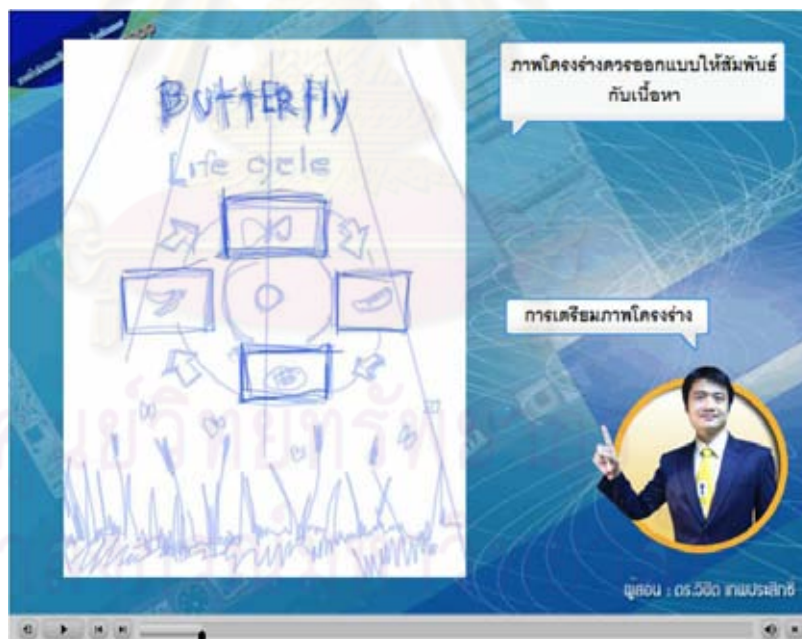 ภาพโครงร่างควรออกแบบให้สัมพันธ์
กับเนื้อหา
BUTTERFly
Life cycle
การเตรียมภาพโครงร่าง
ผู้สอน : ดร.วิชิต เทพประสิทธิ์